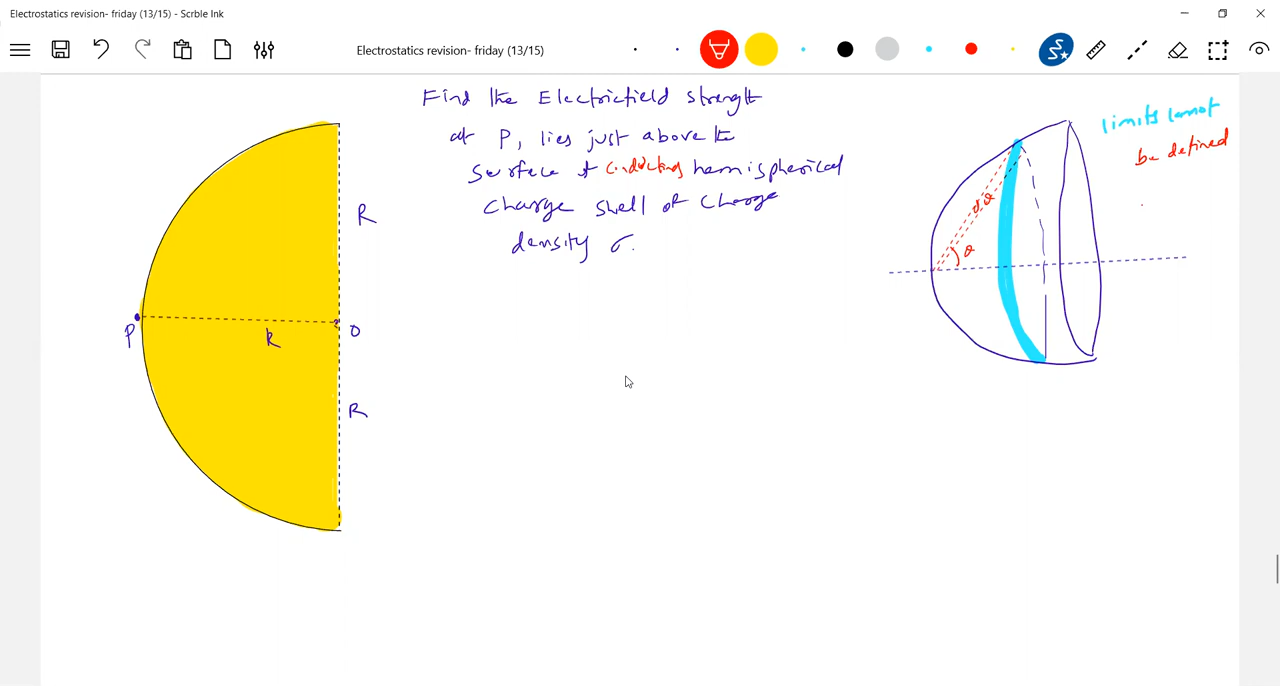 Electrostatics revision- friday (13/15) - Scrble Ink
Electrostatics revision- friday (13/15)
Find the Electricfield strength
at P, lies just above the
surface of conducting hemispherical
charge shell of charge
density σ.
limits cannot
be defined
R
P
R
O
R
dθ
θ